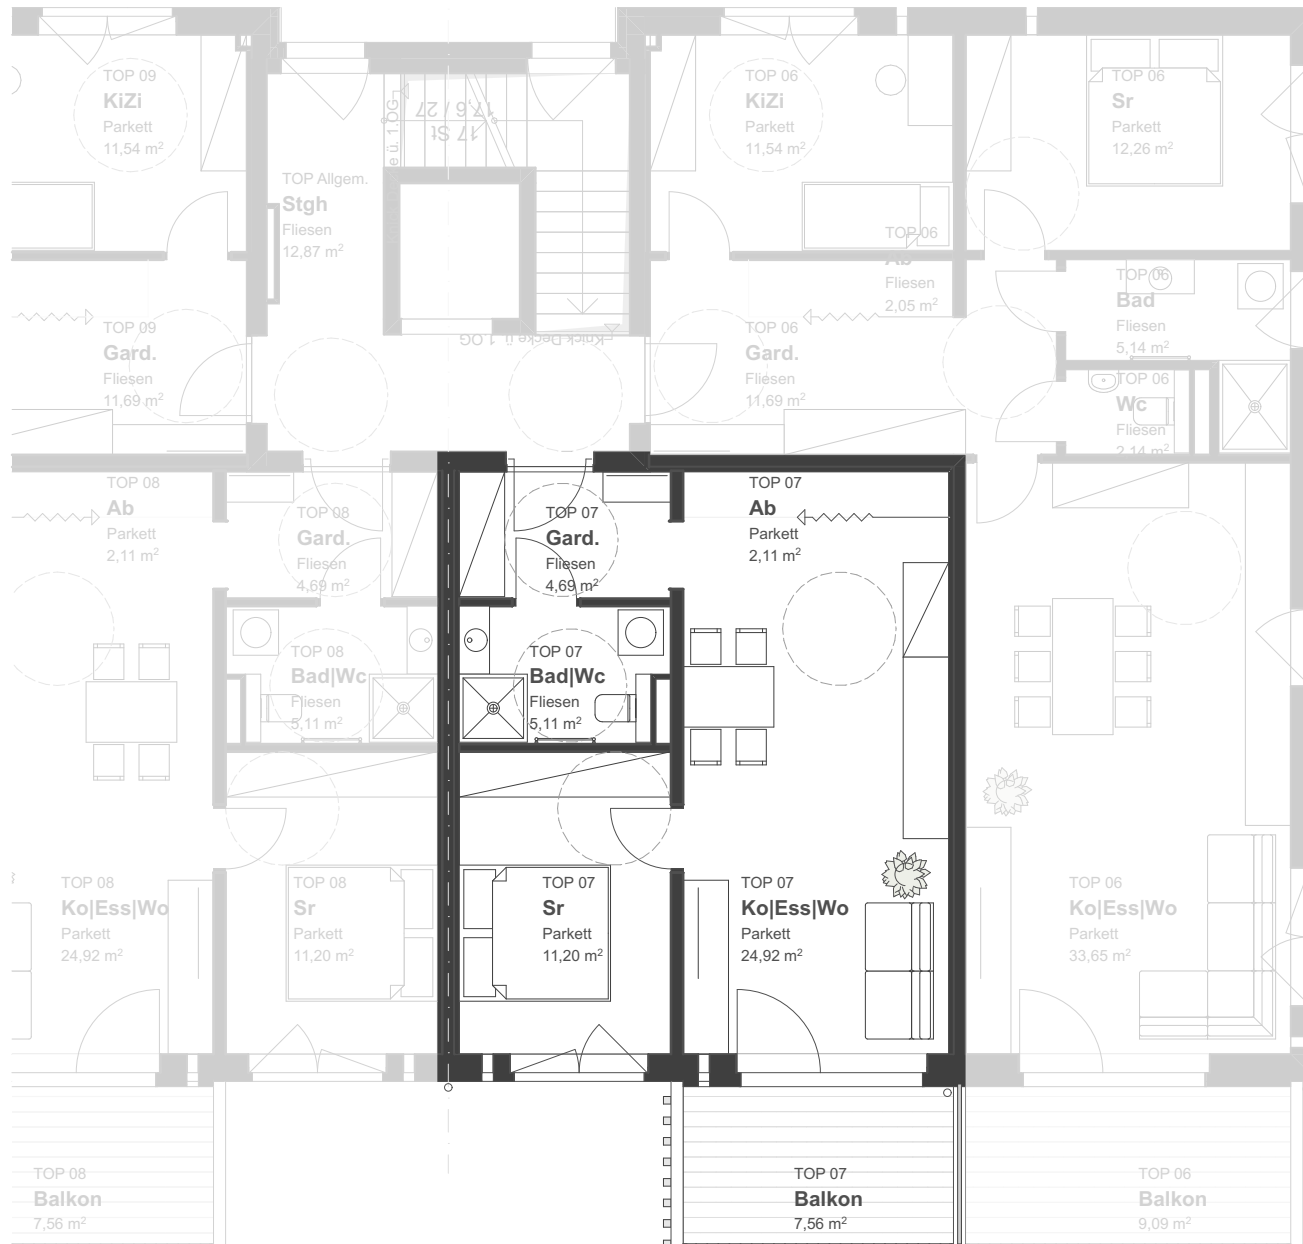 TOP 09
KiZi
Parkett
11,54 m²
TOP Allgem.
Stgh
Fliesen
12,87 m²
17 St
17,6 / 27
e ü. 1.OG
TOP 06
KiZi
Parkett
11,54 m²
TOP 06
Sr
Parkett
12,26 m²
TOP 06
Ab
Fliesen
2,05 m²
TOP 06
Bad
Fliesen
5,14 m²
TOP 09
Gard.
Fliesen
11,69 m²
Knick Decke ü. 1.OG
TOP 06
Gard.
Fliesen
11,69 m²
TOP 06
Wc
Fliesen
2,14 m²
TOP 08
Ab
Parkett
2,11 m²
TOP 08
Gard.
Fliesen
4,69 m²
TOP 07
Gard.
Fliesen
4,69 m²
TOP 07
Ab
Parkett
2,11 m²
TOP 08
Bad|Wc
Fliesen
5,11 m²
TOP 07
Bad|Wc
Fliesen
5,11 m²
TOP 08
Ko|Ess|Wo
Parkett
24,92 m²
TOP 08
Sr
Parkett
11,20 m²
TOP 07
Sr
Parkett
11,20 m²
TOP 07
Ko|Ess|Wo
Parkett
24,92 m²
TOP 06
Ko|Ess|Wo
Parkett
33,65 m²
TOP 08
Balkon
7,56 m²
TOP 07
Balkon
7,56 m²
TOP 06
Balkon
9,09 m²